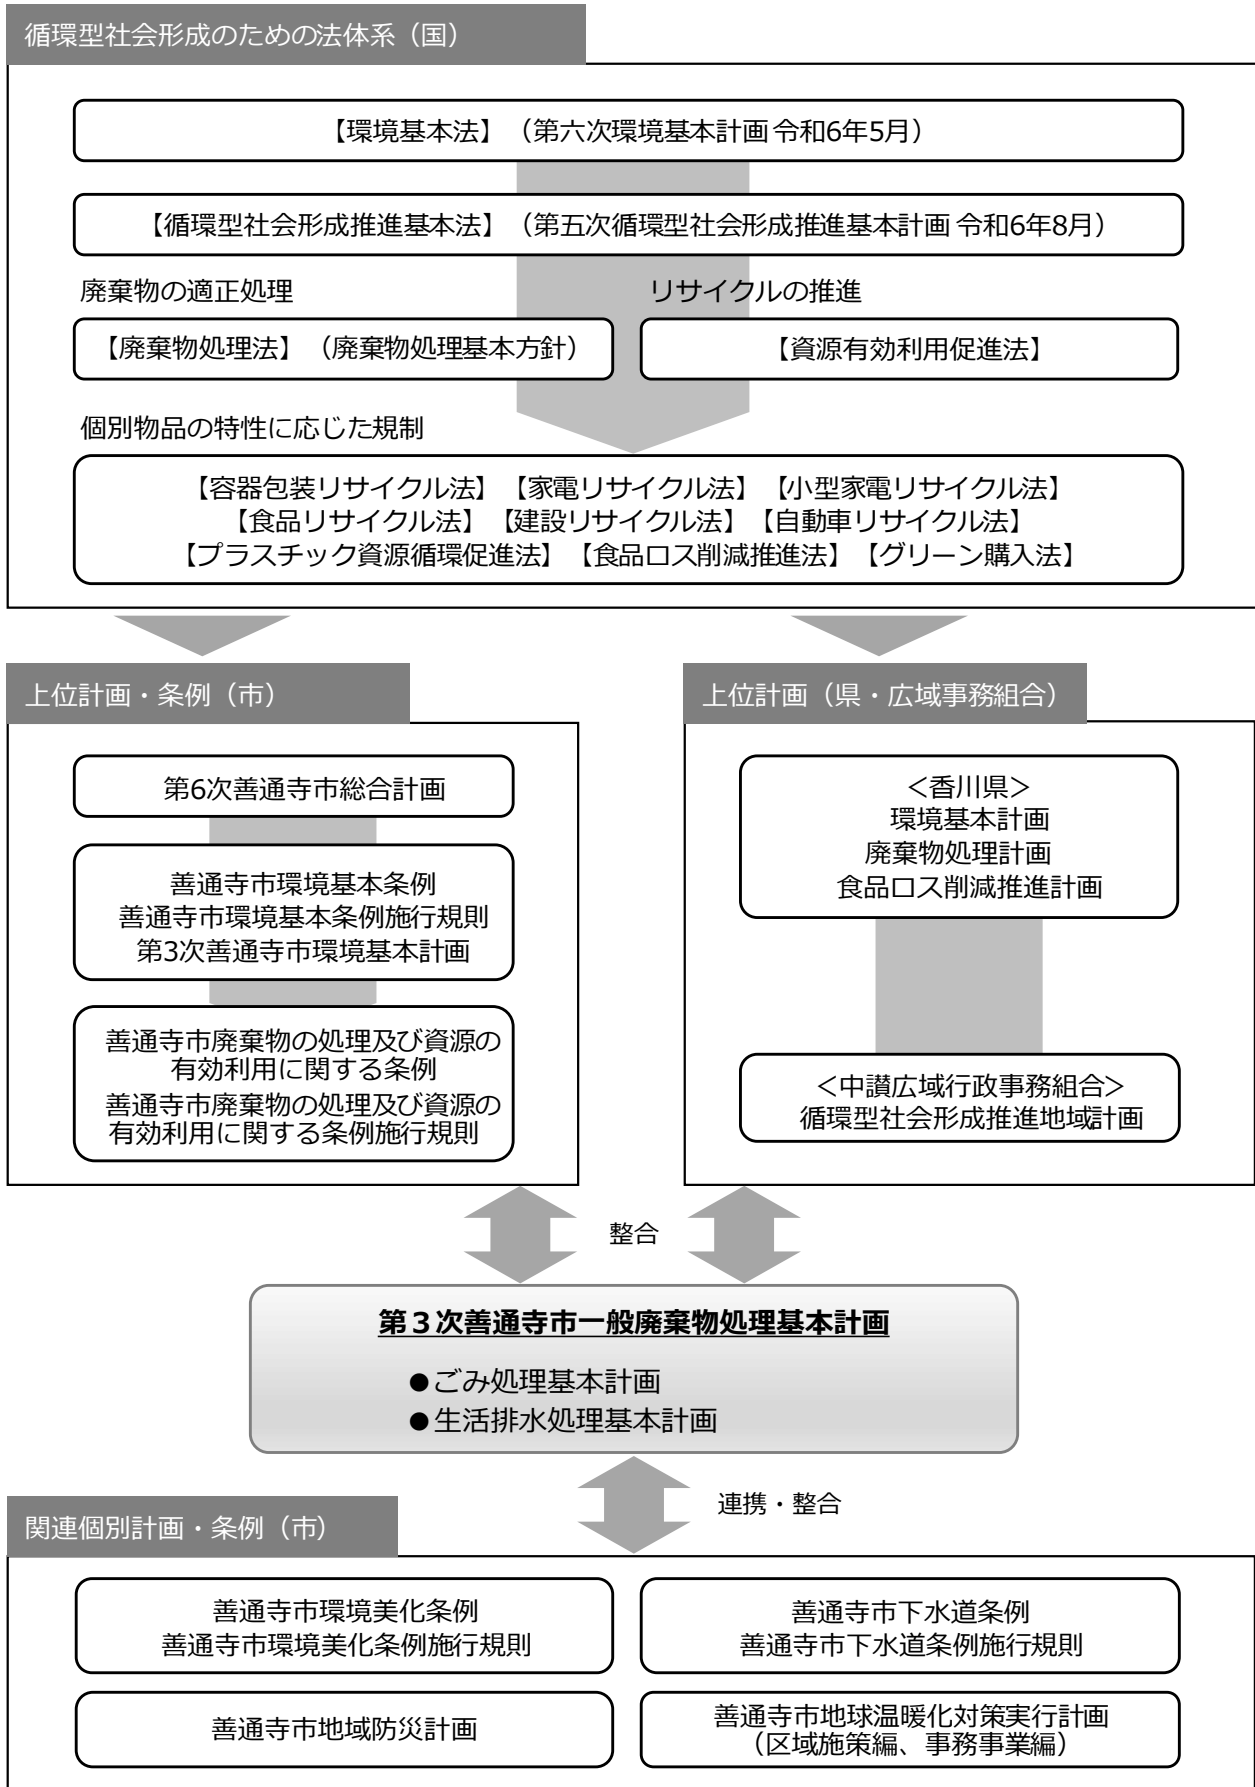 循環型社会形成のための法体系（国）
【環境基本法】（第六次環境基本計画 令和6年5月）
【循環型社会形成推進基本法】（第五次循環型社会形成推進基本計画 令和6年8月）
廃棄物の適正処理
リサイクルの推進
【廃棄物処理法】（廃棄物処理基本方針）
【資源有効利用促進法】
個別物品の特性に応じた規制
【容器包装リサイクル法】【家電リサイクル法】【小型家電リサイクル法】
【食品リサイクル法】【建設リサイクル法】【自動車リサイクル法】
【プラスチック資源循環促進法】【食品ロス削減推進法】【グリーン購入法】
上位計画・条例（市）
第6次善通寺市総合計画
善通寺市環境基本条例
善通寺市環境基本条例施行規則
第3次善通寺市環境基本計画
善通寺市廃棄物の処理及び資源の
有効利用に関する条例
善通寺市廃棄物の処理及び資源の
有効利用に関する条例施行規則
上位計画（県・広域事務組合）
＜香川県＞
環境基本計画
廃棄物処理計画
食品ロス削減推進計画
＜中讃広域行政事務組合＞
循環型社会形成推進地域計画
整合
第３次善通寺市一般廃棄物処理基本計画
●ごみ処理基本計画
●生活排水処理基本計画
連携・整合
関連個別計画・条例（市）
善通寺市環境美化条例
善通寺市環境美化条例施行規則
善通寺市下水道条例
善通寺市下水道条例施行規則
善通寺市地域防災計画
善通寺市地球温暖化対策実行計画
（区域施策編、事務事業編）